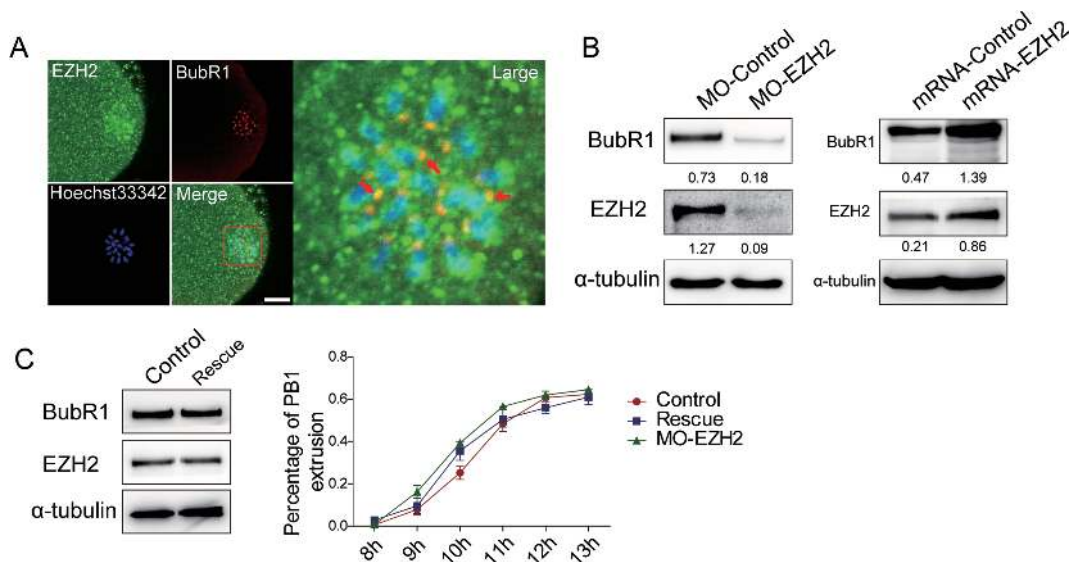 A
EZH2
BubR1
Large
Hoechst33342
Merge
B
MO-Control
MO-EZH2
BubR1
0.73 0.18
EZH2
1.27 0.09
α-tubulin
mRNA-Control
mRNA-EZH2
BubR1
0.47 1.39
EZH2
0.21 0.86
α-tubulin
C
Control
Rescue
BubR1
EZH2
α-tubulin
Percentage of PB1
extrusion
0.8
0.6
0.4
0.2
0.0
8h 9h 10h 11h 12h 13h
Control
Rescue
MO-EZH2